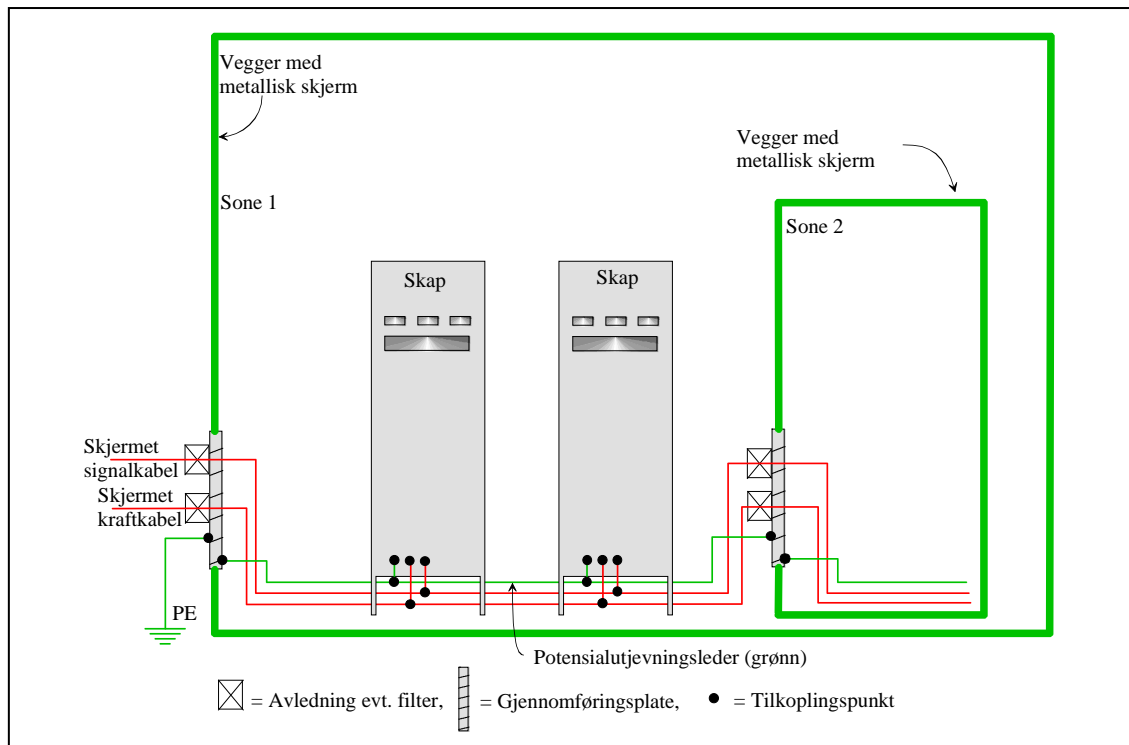 Vegger med
metallisk skjerm
Vegger med
metallisk skjerm
Sone 1
Sone 2
Skap
Skap
Skjermet
signalkabel
Skjermet
kraftkabel
PE
Potensialutjevningsleder (grønn)
= Avledning evt. filter,
= Gjennomføringsplate,
= Tilkoplingspunkt